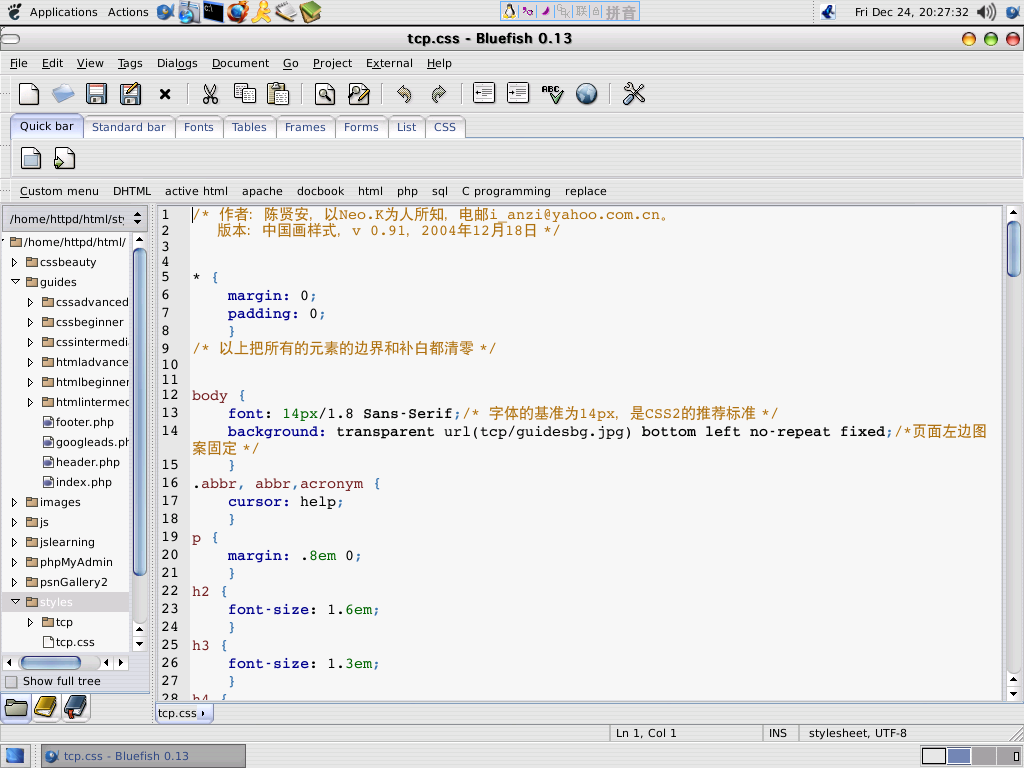 Applications Actions
联 拼音
Fri Dec 24, 20:27:32
tcp.css - Bluefish 0.13
File Edit View Tags Dialogs Document Go Project External Help
ABC
Quick bar Standard bar Fonts Tables Frames Forms List CSS
Custom menu DHTML active html apache docbook html php sql C programming replace
/home/httpd/html/sty
/home/httpd/html/
cssbeauty
guides
cssadvanced
cssbeginner
cssintermedi
htmladvance
htmlbeginner
htmlintermed
footer.php
googleads.ph
header.php
index.php
images
js
jslearning
phpMyAdmin
psnGallery2
styles
tcp
tcp.css
Show full tree
1 /* 作者: 陈贤安, 以Neo.K为人所知, 电邮i_anzi@yahoo.com.cn。
2 版本: 中国画样式, v 0.91, 2004年12月18日 */
3
4
5 * {
6 margin: 0;
7 padding: 0;
8 }
9 /* 以上把所有的元素的边界和补白都清零 */
10
11
12 body {
13 font: 14px/1.8 Sans-Serif;/* 字体的基准为14px, 是CSS2的推荐标准 */
14 background: transparent url(tcp/guidesbg.jpg) bottom left no-repeat fixed;/*页面左边图
案固定 */
15 }
16 .abbr, abbr,acronym {
17 cursor: help;
18 }
19 p {
20 margin: .8em 0;
21 }
22 h2 {
23 font-size: 1.6em;
24 }
25 h3 {
26 font-size: 1.3em;
27 }
28 h4 {
tcp.css
Ln 1, Col 1 INS stylesheet, UTF-8
tcp.css - Bluefish 0.13